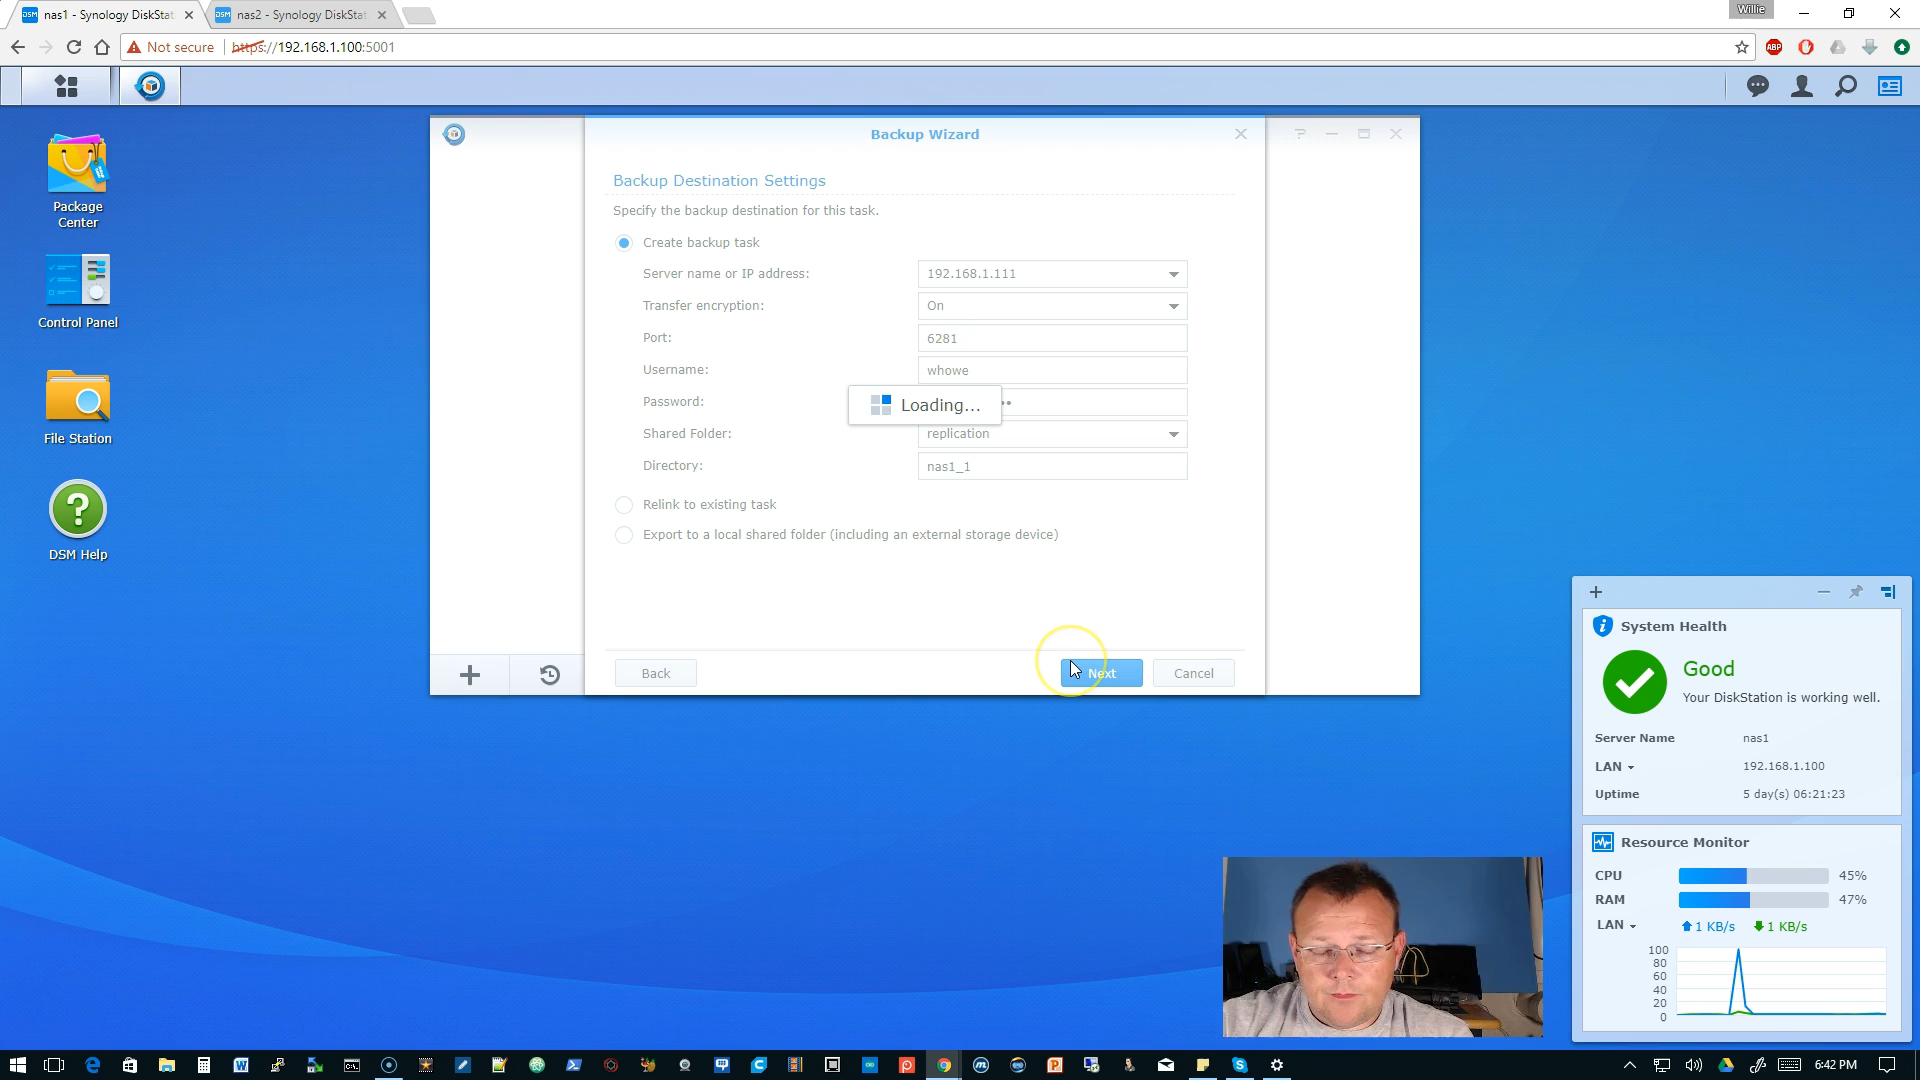 nas1 - Synology DiskStat
nas2 - Synology DiskStat
Willie
Not secure
https://192.168.1.100:5001
ABP
Package
Center
Control Panel
File Station
DSM Help
Backup Wizard
Backup Destination Settings
Specify the backup destination for this task.
Create backup task
Server name or IP address:
192.168.1.111
Transfer encryption:
On
Port:
6281
Username:
whowe
Password:
Loading...
Shared Folder:
replication
Directory:
nas1_1
Relink to existing task
Export to a local shared folder (including an external storage device)
Back
Next
Cancel
System Health
Good
Your DiskStation is working well.
Server Name
nas1
LAN
192.168.1.100
Uptime
5 day(s) 06:21:23
Resource Monitor
CPU
45%
RAM
47%
LAN
1 KB/s
1 KB/s
100
80
60
40
20
0
6:42 PM